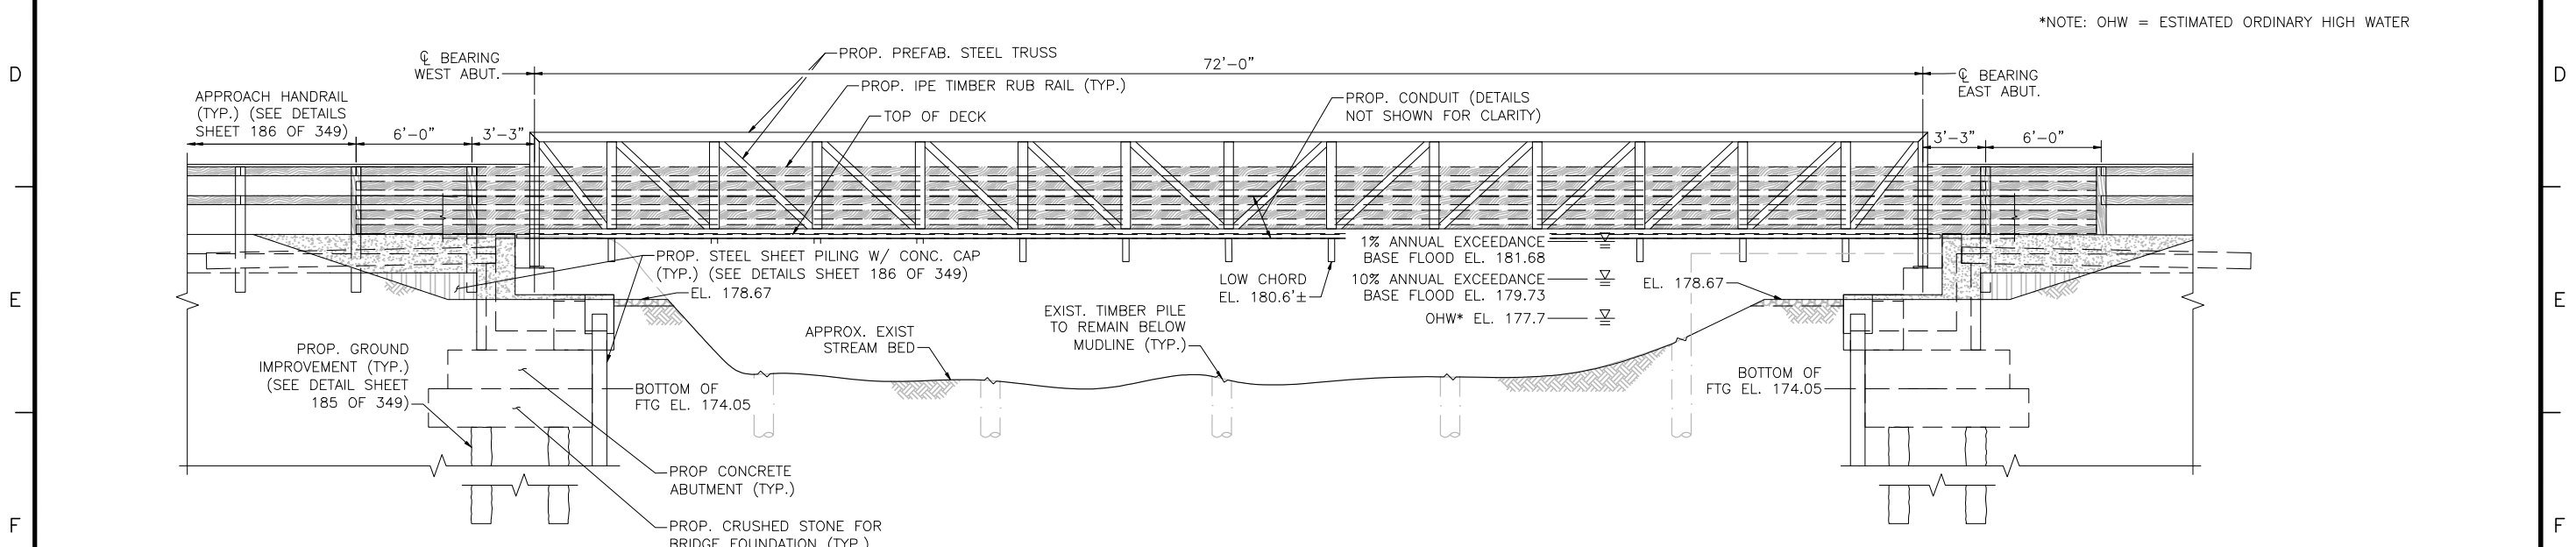 *NOTE: OHW = ESTIMATED ORDINARY HIGH WATER
D
D
℄ BEARING
WEST ABUT.
PROP. PREFAB. STEEL TRUSS
72'-0"
℄ BEARING
EAST ABUT.
APPROACH HANDRAIL
(TYP.) (SEE DETAILS
SHEET 186 OF 349)
6'-0"
3'-3"
PROP. IPE TIMBER RUB RAIL (TYP.)
TOP OF DECK
PROP. CONDUIT (DETAILS
NOT SHOWN FOR CLARITY)
3'-3"
6'-0"
E
E
PROP. STEEL SHEET PILING W/ CONC. CAP
(TYP.) (SEE DETAILS SHEET 186 OF 349)
EL. 178.67
LOW CHORD
EL. 180.6'±
1% ANNUAL EXCEEDANCE
BASE FLOOD EL. 181.68
10% ANNUAL EXCEEDANCE
BASE FLOOD EL. 179.73
OHW* EL. 177.7
EL. 178.67
APPROX. EXIST
STREAM BED
EXIST. TIMBER PILE
TO REMAIN BELOW
MUDLINE (TYP.)
PROP. GROUND
IMPROVEMENT (TYP.)
(SEE DETAIL SHEET
185 OF 349)
BOTTOM OF
FTG EL. 174.05
BOTTOM OF
FTG EL. 174.05
PROP CONCRETE
ABUTMENT (TYP.)
PROP. CRUSHED STONE FOR
BRIDGE FOUNDATION (TYP.)
F
F